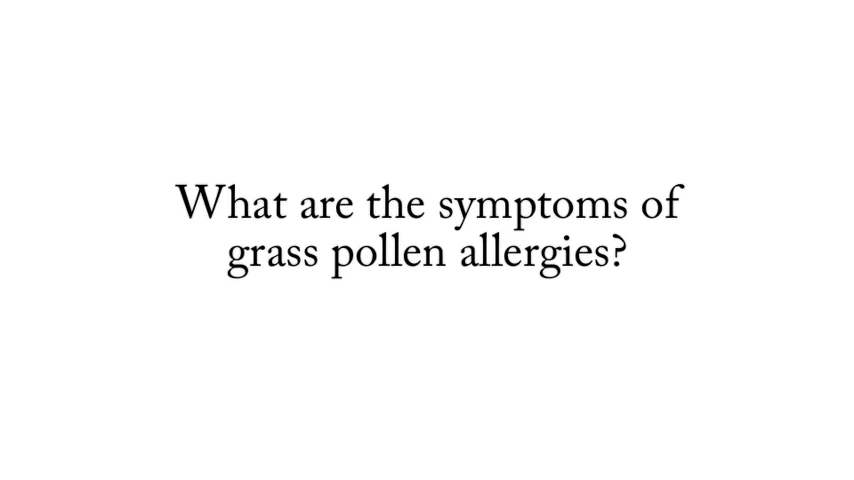 What are the symptoms of
grass pollen allergies?